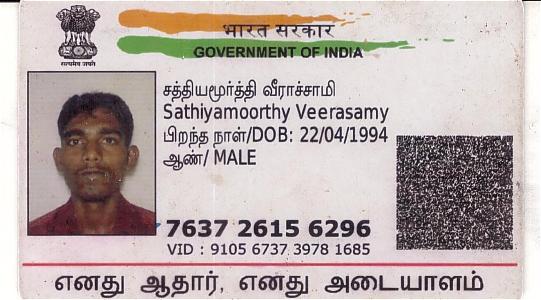 भारत सरकार
GOVERNMENT OF INDIA
सत्यमेव जयते
சத்தியமூர்த்தி வீராச்சாமி
Sathiyamoorthy Veerasamy
பிறந்த நாள்/DOB: 22/04/1994
ஆண்/ MALE
7637 2615 6296
VID : 9105 6737 3978 1685
எனது ஆதார், எனது அடையாளம்